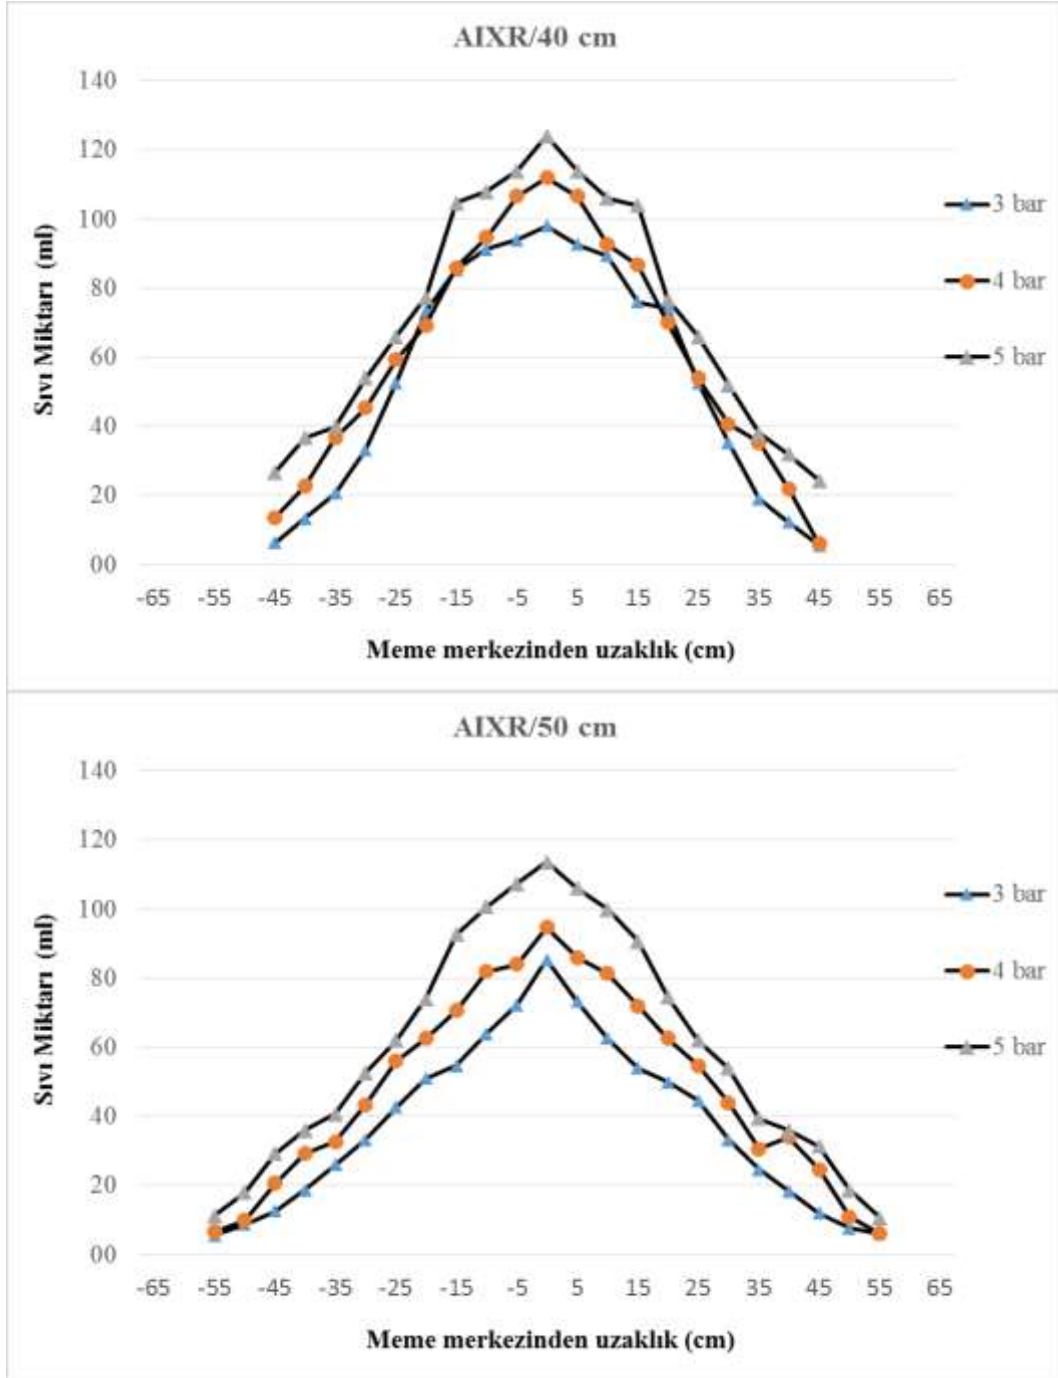 AIXR/40 cm
140
120
100
80
60
40
20
00
Sıvı Miktarı (ml)
3 bar
4 bar
5 bar
-65 -55 -45 -35 -25 -15 -5 5 15 25 35 45 55 65
Meme merkezinden uzaklık (cm)
AIXR/50 cm
140
120
100
80
60
40
20
00
Sıvı Miktarı (ml)
3 bar
4 bar
5 bar
-65 -55 -45 -35 -25 -15 -5 5 15 25 35 45 55 65
Meme merkezinden uzaklık (cm)